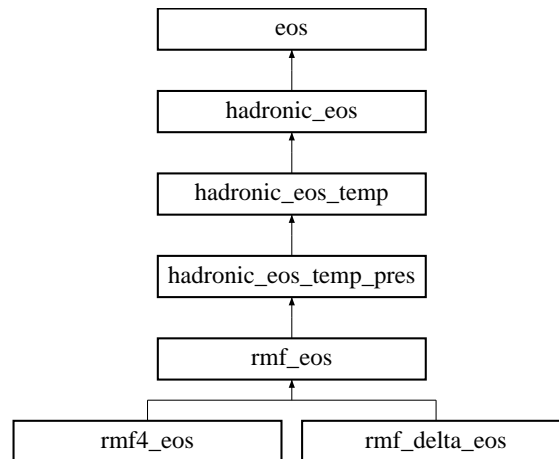 eos
hadronic_eos
hadronic_eos_temp
hadronic_eos_temp_pres
rmf_eos
rmf4_eos
rmf_delta_eos